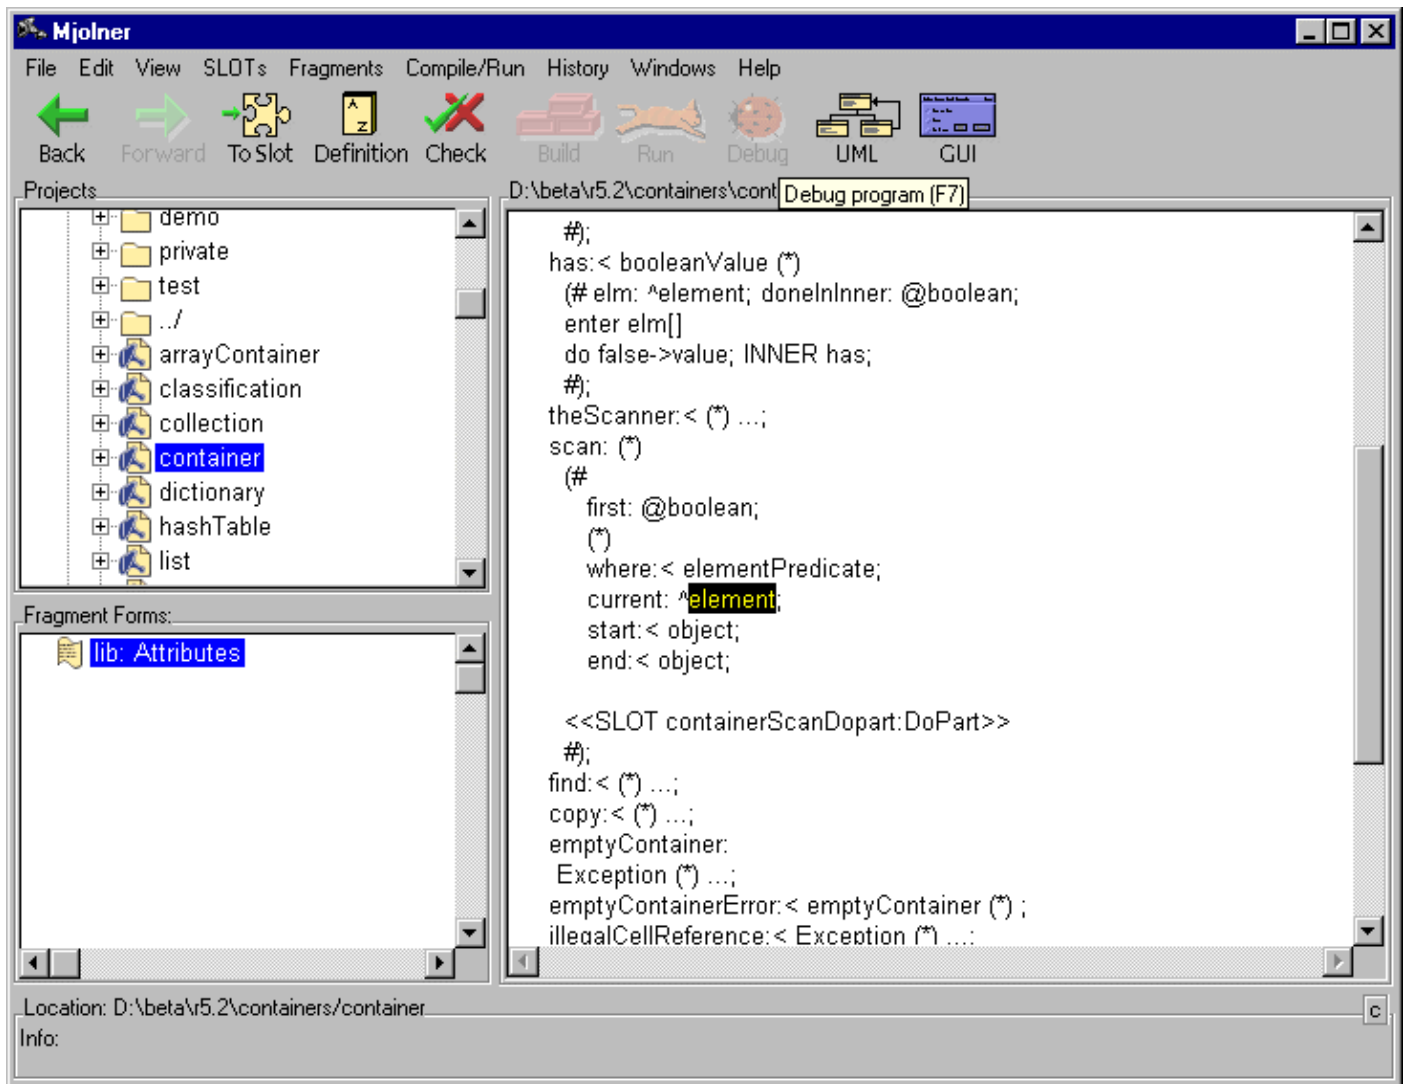 Mjolner
File Edit View SLOTs Fragments Compile/Run History Windows Help
Back Forward To Slot Definition Check Build Run Debug UML GUI
Projects
demo
private
test
../
arrayContainer
classification
collection
container
dictionary
hashTable
list
Fragment Forms:
lib: Attributes
D:\beta\r5.2\containers\cont
Debug program (F7)
#);
has:< booleanValue (*)
(# elm: ^element; doneInInner: @boolean;
enter elm[]
do false->value; INNER has;
#);
theScanner:< (*) ...;
scan: (*)
(#
first: @boolean;
(*)
where:< elementPredicate;
current: ^element;
start:< object;
end:< object;
<<SLOT containerScanDopart:DoPart>>
#);
find:< (*) ...;
copy:< (*) ...;
emptyContainer:
Exception (*) ...;
emptyContainerError:< emptyContainer (*) ;
illegalCellReference:< Exception (*) ...;
Location: D:\beta\r5.2\containers/container
c
Info: